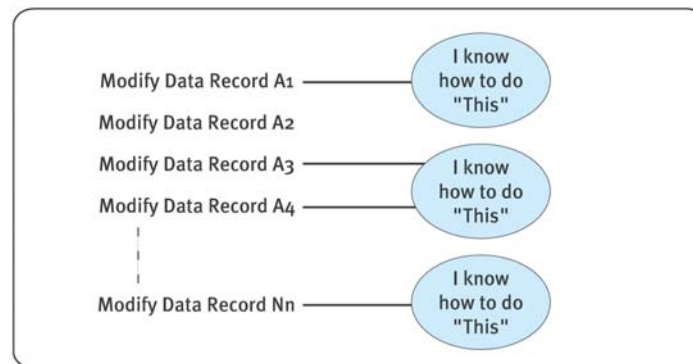 Modify Data Record A1
I know
how to do
"This"
Modify Data Record A2
Modify Data Record A3
Modify Data Record A4
I know
how to do
"This"
Modify Data Record Nn
I know
how to do
"This"